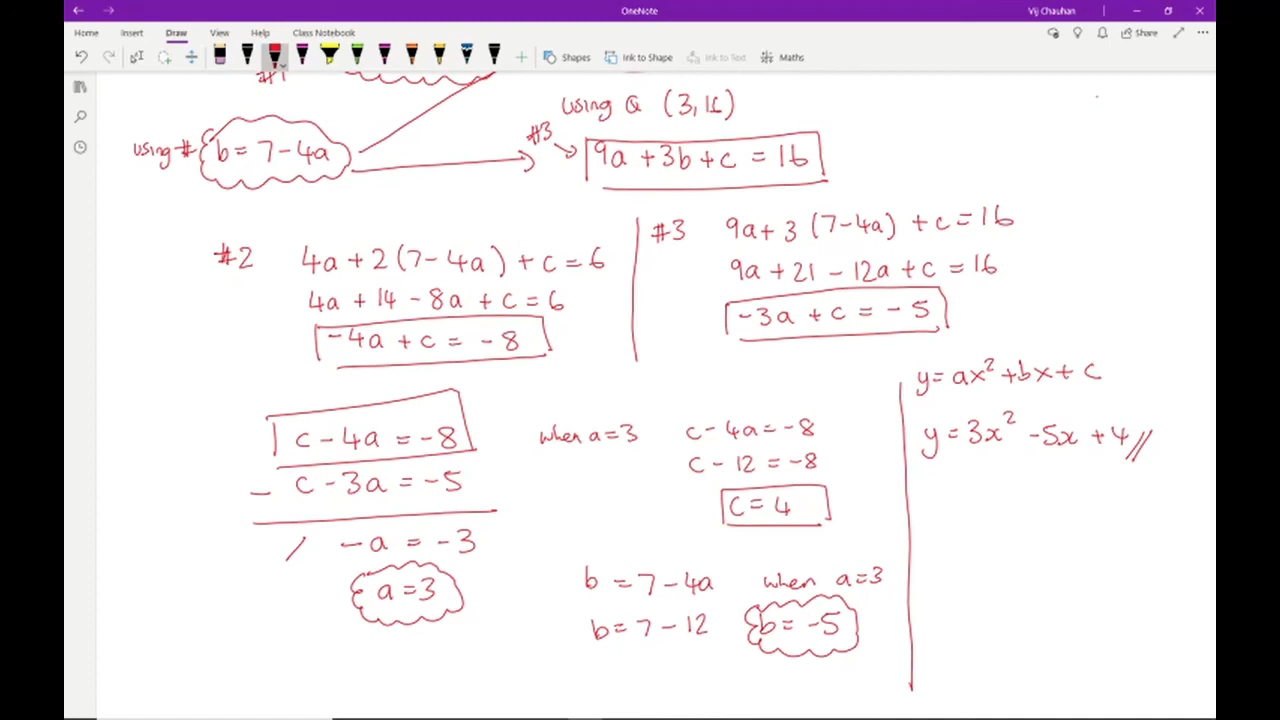 OneNote
Vij Chauhan
Home Insert Draw View Help Class Notebook
Share
Shapes
Ink to Shape
Ink to Text
Maths
#1
using Q (3,16)
using # b = 7 - 4a
#3
9a + 3b + c = 16
#2 4a + 2(7 - 4a) + c = 6
4a + 14 - 8a + c = 6
-4a + c = -8
#3 9a + 3(7 - 4a) + c = 16
9a + 21 - 12a + c = 16
-3a + c = -5
c - 4a = -8
- c - 3a = -5
/ -a = -3
a = 3
when a = 3 c - 4a = -8
c - 12 = -8
c = 4
b = 7 - 4a when a = 3
b = 7 - 12 b = -5
y = ax² + bx + c
y = 3x² - 5x + 4 //